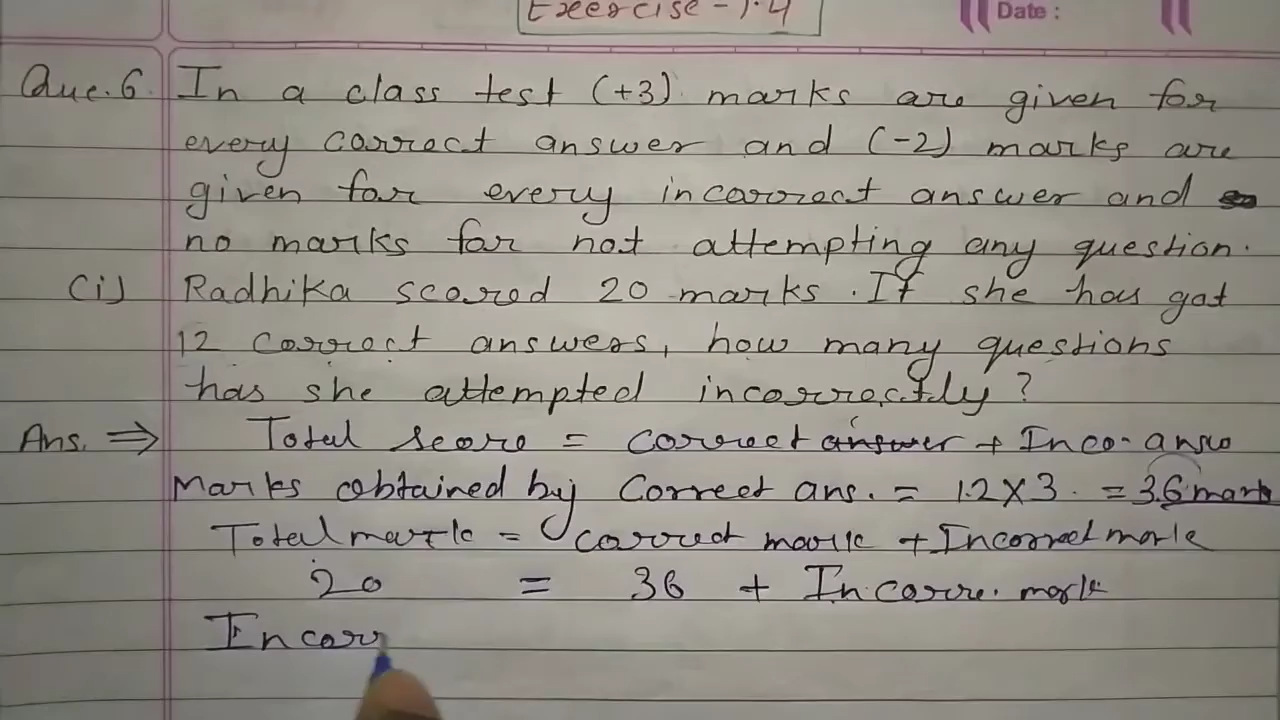 Exercise - 1.4
Date :
Que. 6. In a class test (+3) marks are given for
every correct answer and (-2) marks are
given for every incorrect answer and
no marks for not attempting any question.
(i) Radhika scored 20 marks. If she has got
12 correct answers, how many questions
has she attempted incorrectly?
Ans. ⇒ Total score = correct answer + Inco. answ
Marks obtained by Correct ans. = 12 × 3 = 36 mark
Total mark = correct mark + Incorrect mark
20 = 36 + Incorre. mark
Incorr